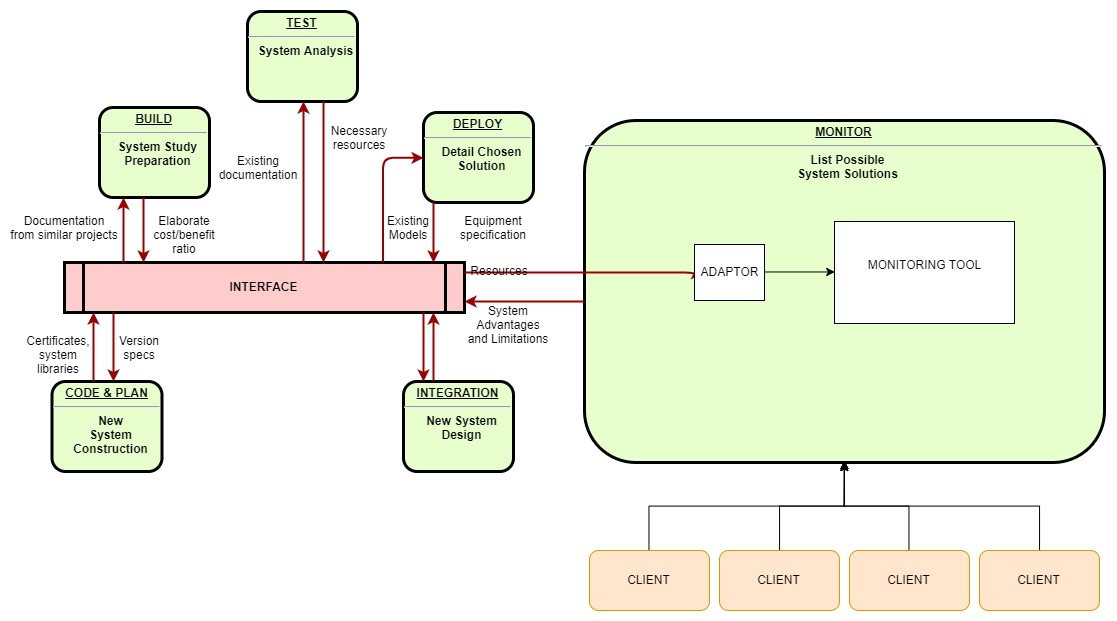 TEST
System Analysis
BUILD
System Study
Preparation
DEPLOY
Detail Chosen
Solution
MONITOR
List Possible
System Solutions
Necessary
resources
Existing
documentation
Documentation
from similar projects
Elaborate
cost/benefit
ratio
Existing
Models
Equipment
specification
INTERFACE
Resources
ADAPTOR
MONITORING TOOL
System
Advantages
and Limitations
Certificates,
system
libraries
Version
specs
CODE & PLAN
New
System
Construction
INTEGRATION
New System
Design
CLIENT
CLIENT
CLIENT
CLIENT